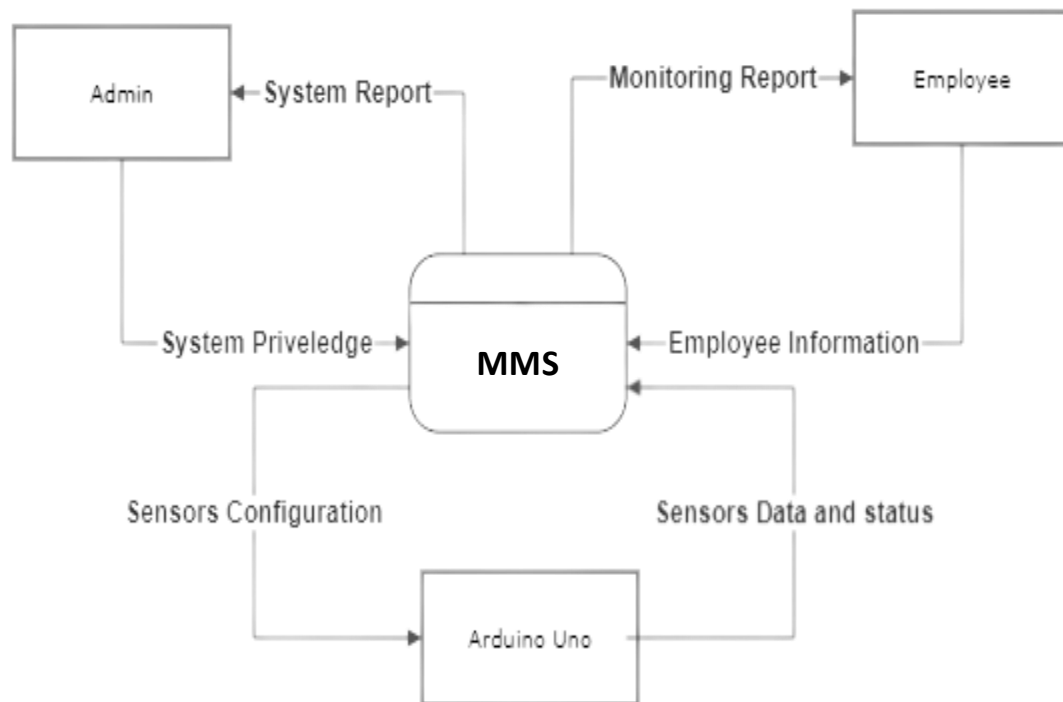 Admin
System Report
Monitoring Report
Employee
System Priveledge
MMS
Employee Information
Sensors Configuration
Sensors Data and status
Arduino Uno